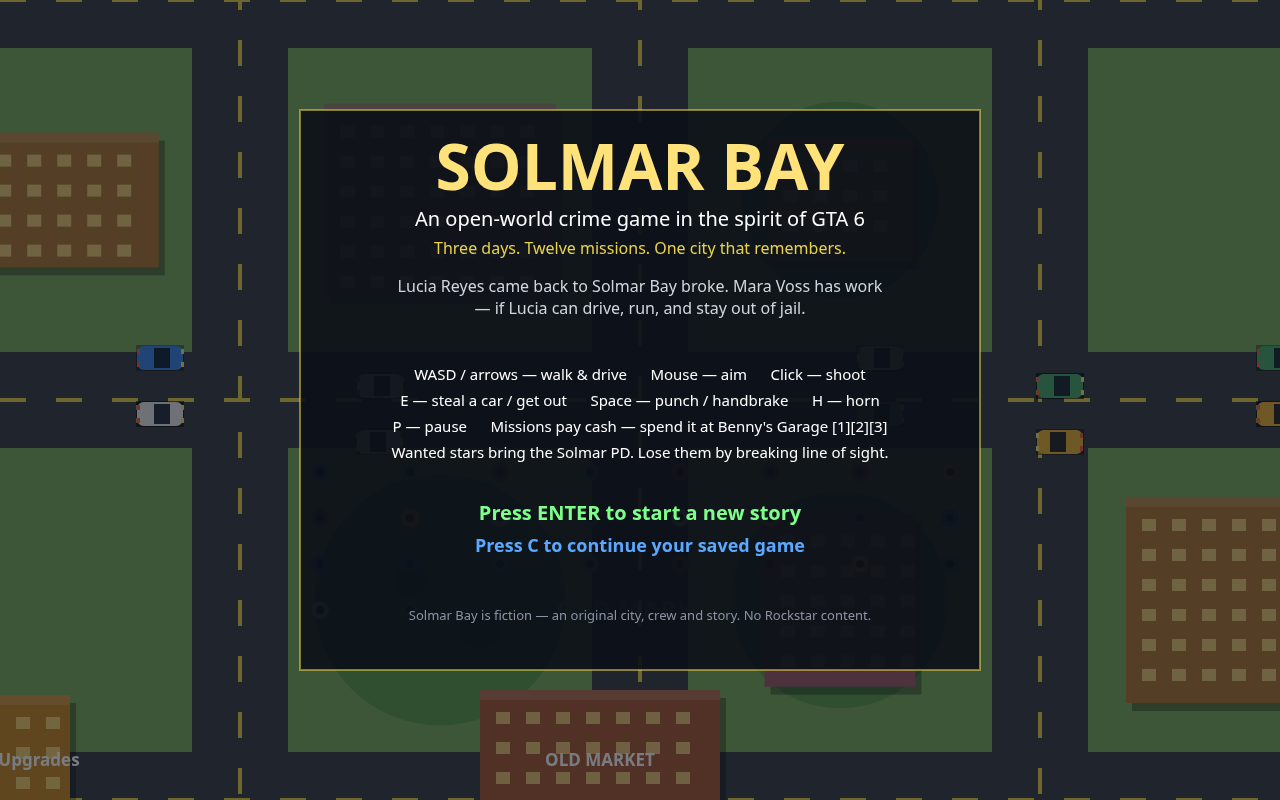 SOLMAR BAY
An open-world crime game in the spirit of GTA 6
Three days. Twelve missions. One city that remembers.
Lucia Reyes came back to Solmar Bay broke. Mara Voss has work
— if Lucia can drive, run, and stay out of jail.
WASD / arrows — walk & drive Mouse — aim Click — shoot
E — steal a car / get out Space — punch / handbrake H — horn
P — pause Missions pay cash — spend it at Benny's Garage [1][2][3]
Wanted stars bring the Solmar PD. Lose them by breaking line of sight.
Press ENTER to start a new story
Press C to continue your saved game
Solmar Bay is fiction — an original city, crew and story. No Rockstar content.
Upgrades
OLD MARKET